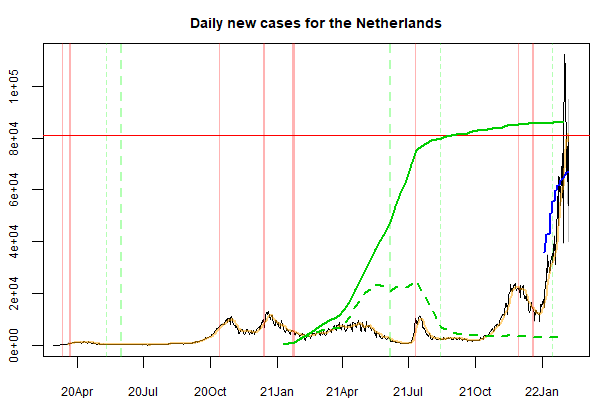 Daily new cases for the Netherlands
1e+05
8e+04
6e+04
4e+04
2e+04
0e+00
20Apr 20Jul 20Oct 21Jan 21Apr 21Jul 21Oct 22Jan